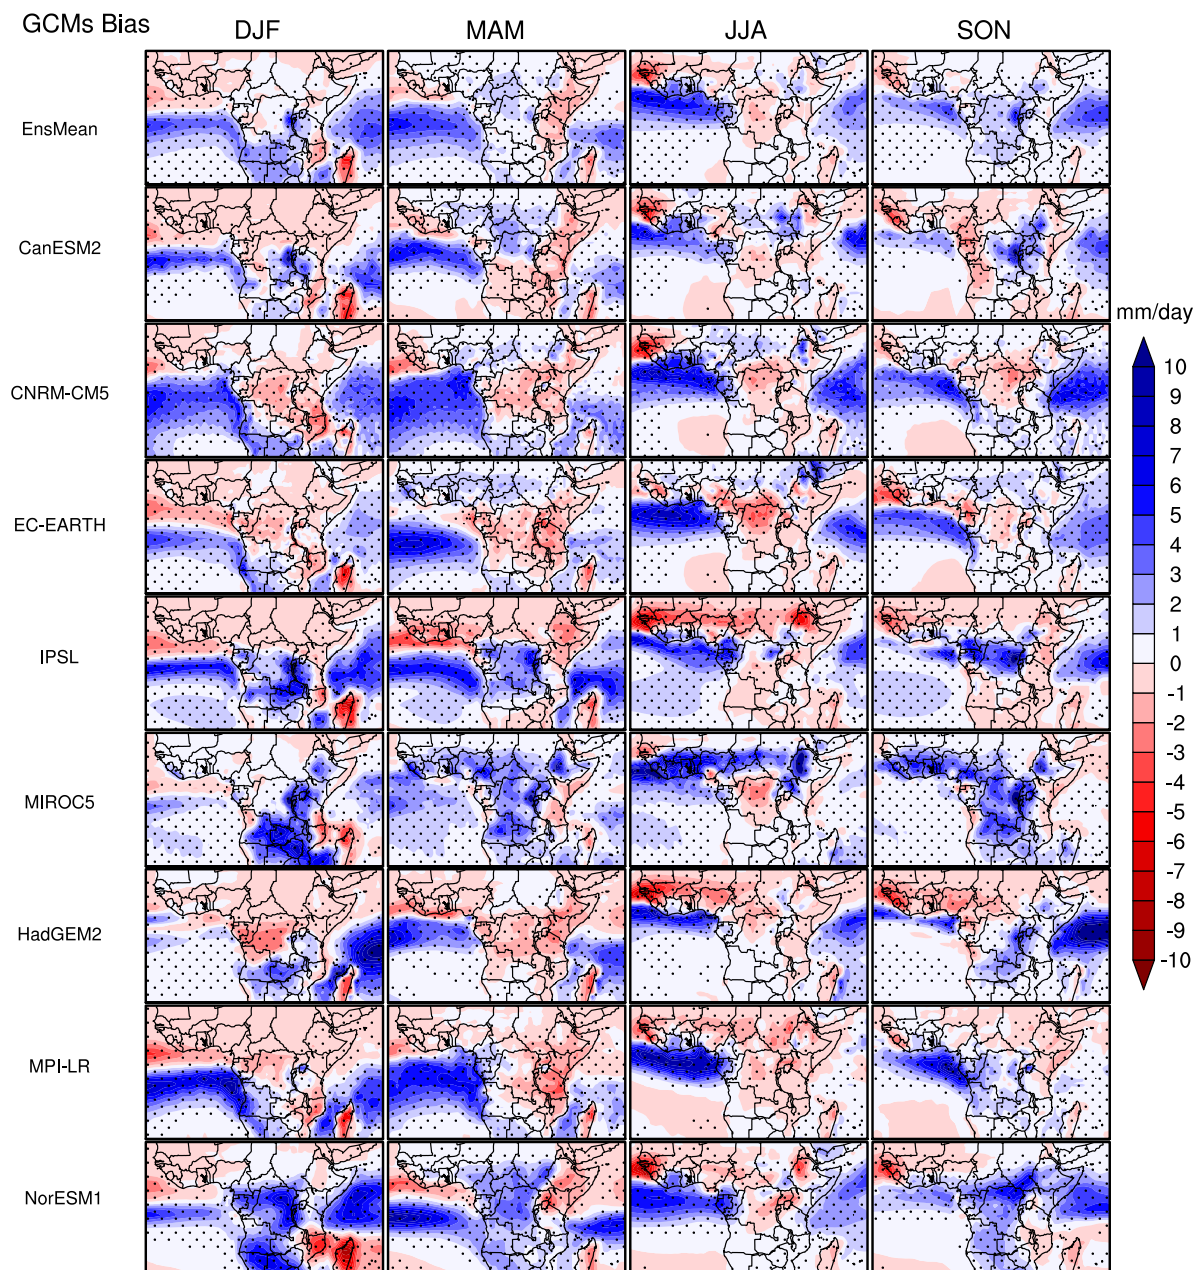 GCMs Bias DJF MAM JJA SON
EnsMean
CanESM2
mm/day
CNRM-CM5
10
9
8
7
EC-EARTH
6
5
4
3
2
IPSL
1
0
-1
-2
-3
MIROC5
-4
-5
-6
-7
-8
HadGEM2
-9
-10
MPI-LR
NorESM1